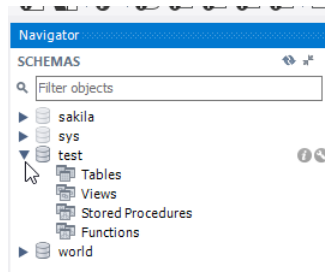 Navigator
SCHEMAS
Filter objects
sakila
sys
test
Tables
Views
Stored Procedures
Functions
world